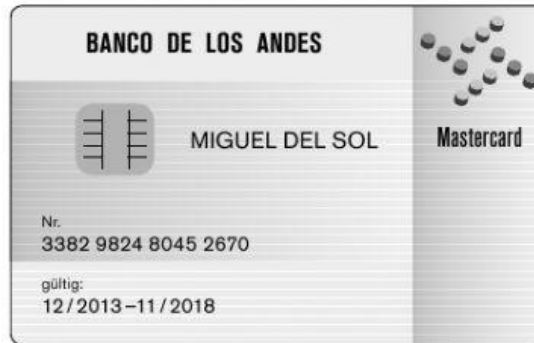 BANCO DE LOS ANDES
MIGUEL DEL SOL
Mastercard
Nr.
3382 9824 8045 2670
gültig:
12/2013–11/2018